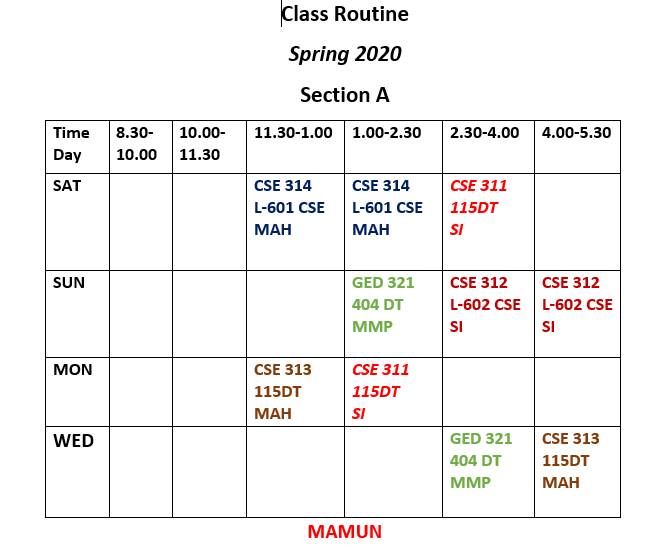 Class Routine
Spring 2020
Section A
Time Day 8.30-10.00 10.00-11.30 11.30-1.00 1.00-2.30 2.30-4.00 4.00-5.30
SAT CSE 314 L-601 CSE MAH CSE 314 L-601 CSE MAH CSE 311 115DT SI
SUN GED 321 404 DT MMP CSE 312 L-602 CSE SI CSE 312 L-602 CSE SI
MON CSE 313 115DT MAH CSE 311 115DT SI
WED GED 321 404 DT MMP CSE 313 115DT MAH
MAMUN